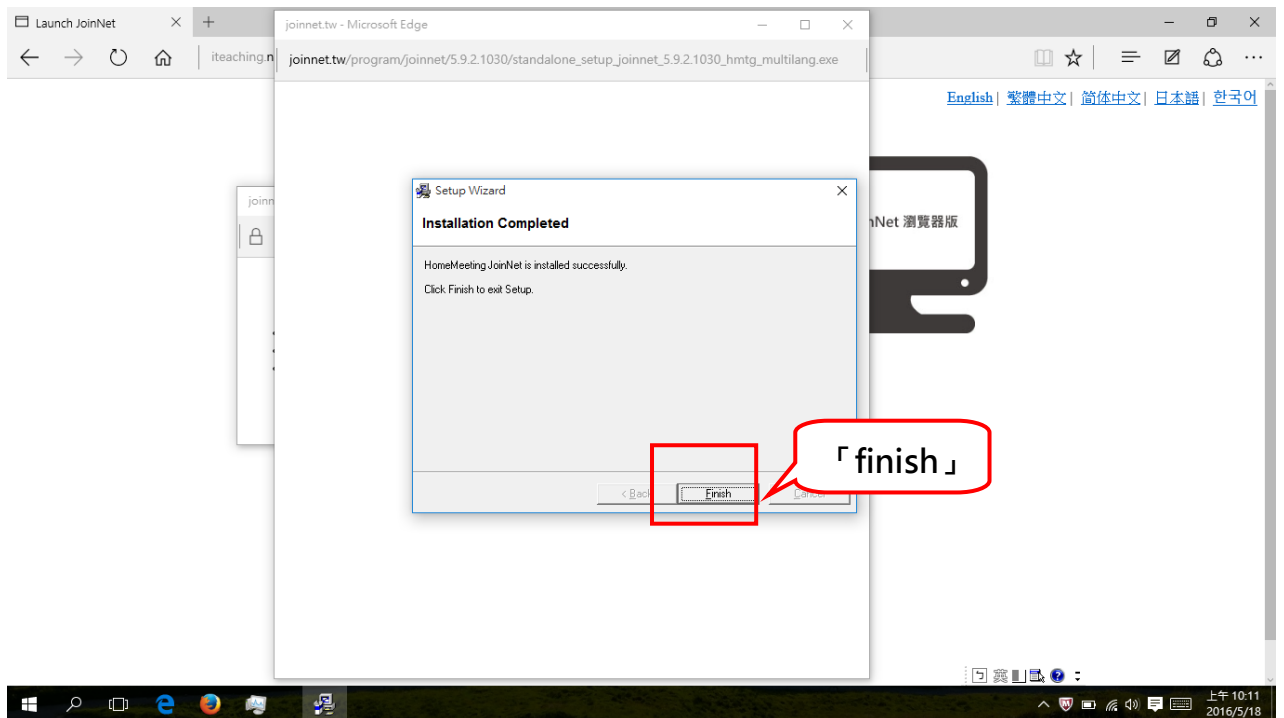 Launch JoinNet
joinnet.tw - Microsoft Edge
iteaching.n
joinnet.tw/program/joinnet/5.9.2.1030/standalone_setup_joinnet_5.9.2.1030_hmtg_multilang.exe
English | 繁體中文 | 简体中文 | 日本語 | 한국어
joinn
Setup Wizard
Installation Completed
nNet 瀏覽器版
HomeMeeting JoinNet is installed successfully.
Click Finish to exit Setup.
「finish」
< Back
Finish
Cancel
英
上午 10:11
2016/5/18